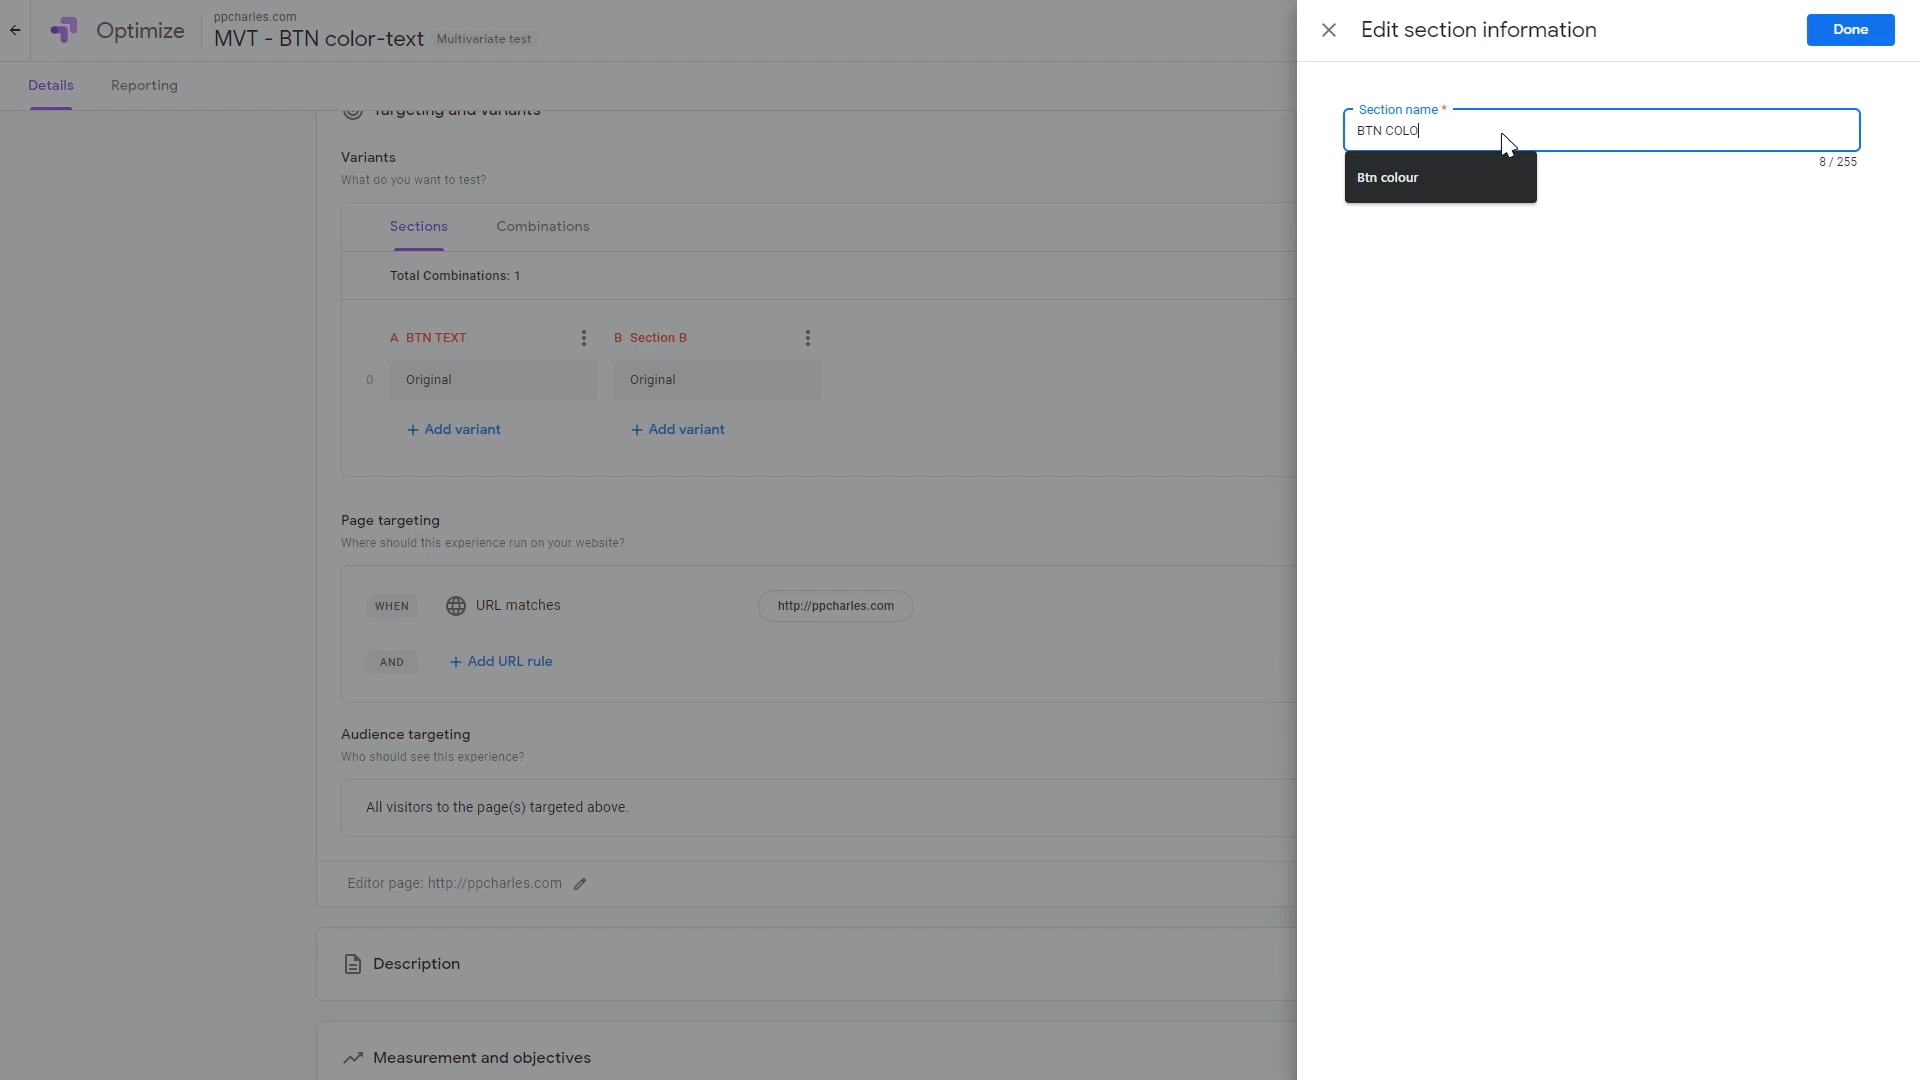 ppcharles.com
Optimize
MVT - BTN color-text Multivariate test
Details Reporting
Targeting and variants
Variants
What do you want to test?
Sections Combinations
Total Combinations: 1
A BTN TEXT B Section B
0 Original Original
+ Add variant + Add variant
Page targeting
Where should this experience run on your website?
WHEN URL matches http://ppcharles.com
AND + Add URL rule
Audience targeting
Who should see this experience?
All visitors to the page(s) targeted above.
Editor page: http://ppcharles.com
Description
Measurement and objectives
Edit section information Done
Section name *
BTN COLO
8 / 255
Btn colour